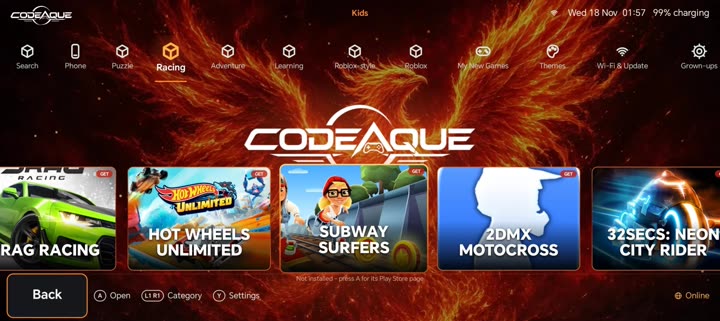 CODEAQUE
Kids
Wed 18 Nov 01:57 99% charging
Search
Phone
Puzzle
Racing
Adventure
Learning
Roblox-style
Roblox
My New Games
Themes
Wi-Fi & Update
Grown-ups
CODEAQUE
RACING
RAG RACING
GET
HOT WHEELS
UNLIMITED
HOT WHEELS
UNLIMITED
GET
SUBWAY
SURFERS
GET
2DMX
MOTOCROSS
32SECS: NEON
CITY RIDER
Not installed - press A for its Play Store page
Back
A Open
L1 R1 Category
Y Settings
Online